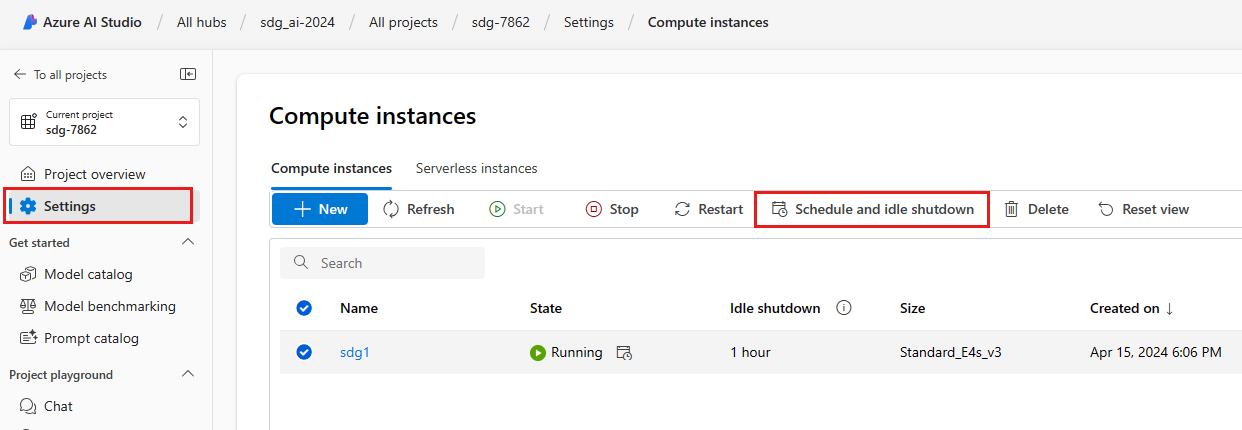 Azure AI Studio / All hubs / sdg_ai-2024 / All projects / sdg-7862 / Settings / Compute instances
To all projects
Current project
sdg-7862
Project overview
Settings
Get started
Model catalog
Model benchmarking
Prompt catalog
Project playground
Chat
Compute instances
Compute instances Serverless instances
New Refresh Start Stop Restart Schedule and idle shutdown Delete Reset view
Search
Name State Idle shutdown Size Created on ↓
sdg1 Running 1 hour Standard_E4s_v3 Apr 15, 2024 6:06 PM